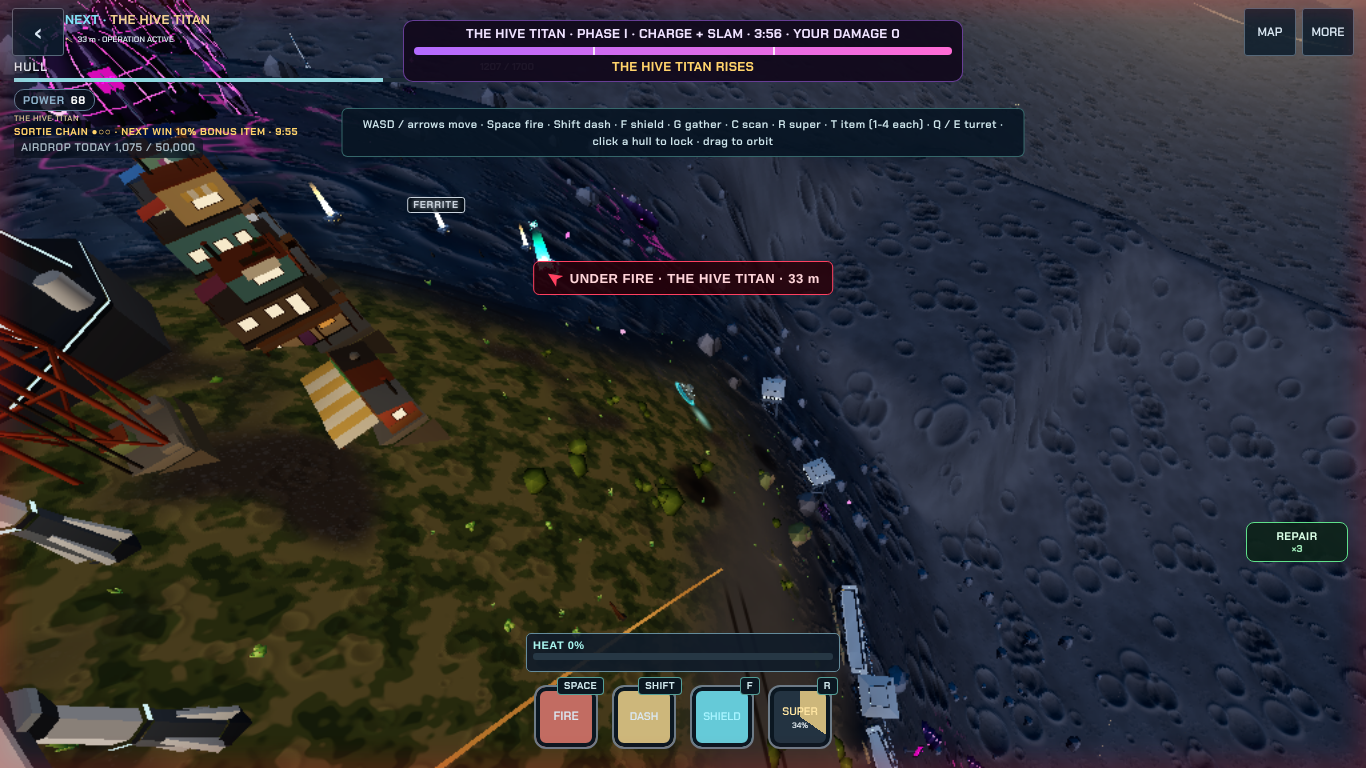 NEXT · THE HIVE TITAN
33 m · OPERATION ACTIVE
HULL
POWER 68
THE HIVE TITAN
SORTIE CHAIN ●○○ · NEXT WIN 10% BONUS ITEM · 9:55
AIRDROP TODAY 1,075 / 50,000
THE HIVE TITAN · PHASE I · CHARGE + SLAM · 3:56 · YOUR DAMAGE 0
1207 / 1700
THE HIVE TITAN RISES
WASD / arrows move · Space fire · Shift dash · F shield · G gather · C scan · R super · T item (1-4 each) · Q / E turret ·
click a hull to lock · drag to orbit
MAP
MORE
FERRITE
UNDER FIRE · THE HIVE TITAN · 33 m
REPAIR
×3
HEAT 0%
SPACE
FIRE
SHIFT
DASH
F
SHIELD
R
SUPER
34%